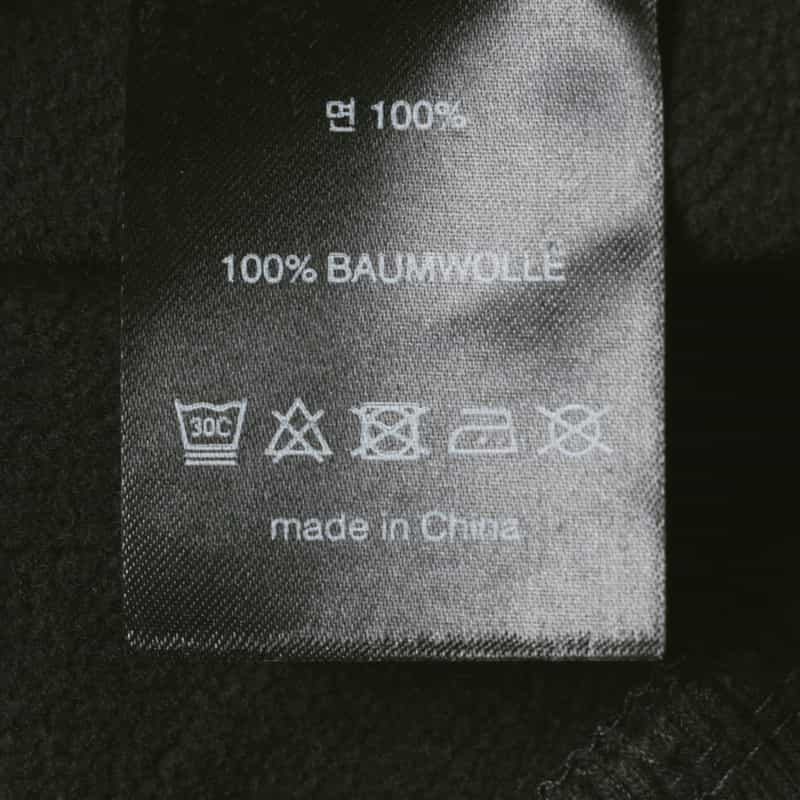 면 100%
100% BAUMWOLLE
30C
made in China